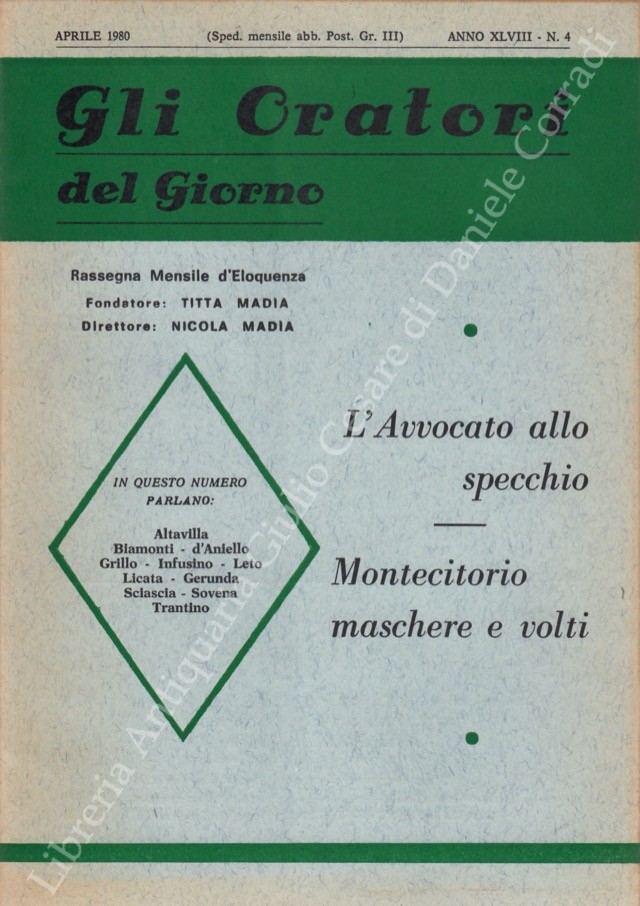 APRILE 1980 (Sped. mensile abb. Post. Gr. III) ANNO XLVIII - N. 4
Gli Oratori
del Giorno
Rassegna Mensile d'Eloquenza
Fondatore: TITTA MADIA
Direttore: NICOLA MADIA
IN QUESTO NUMERO
PARLANO:
Altavilla
Biamonti - d'Aniello
Grillo - Infusino - Leto
Licata - Gerunda
Sciascia - Sovena
Trantino
L'Avvocato allo
specchio
Montecitorio
maschere e volti
Libreria Antiquaria Giulio Cesare di Daniele Corradi